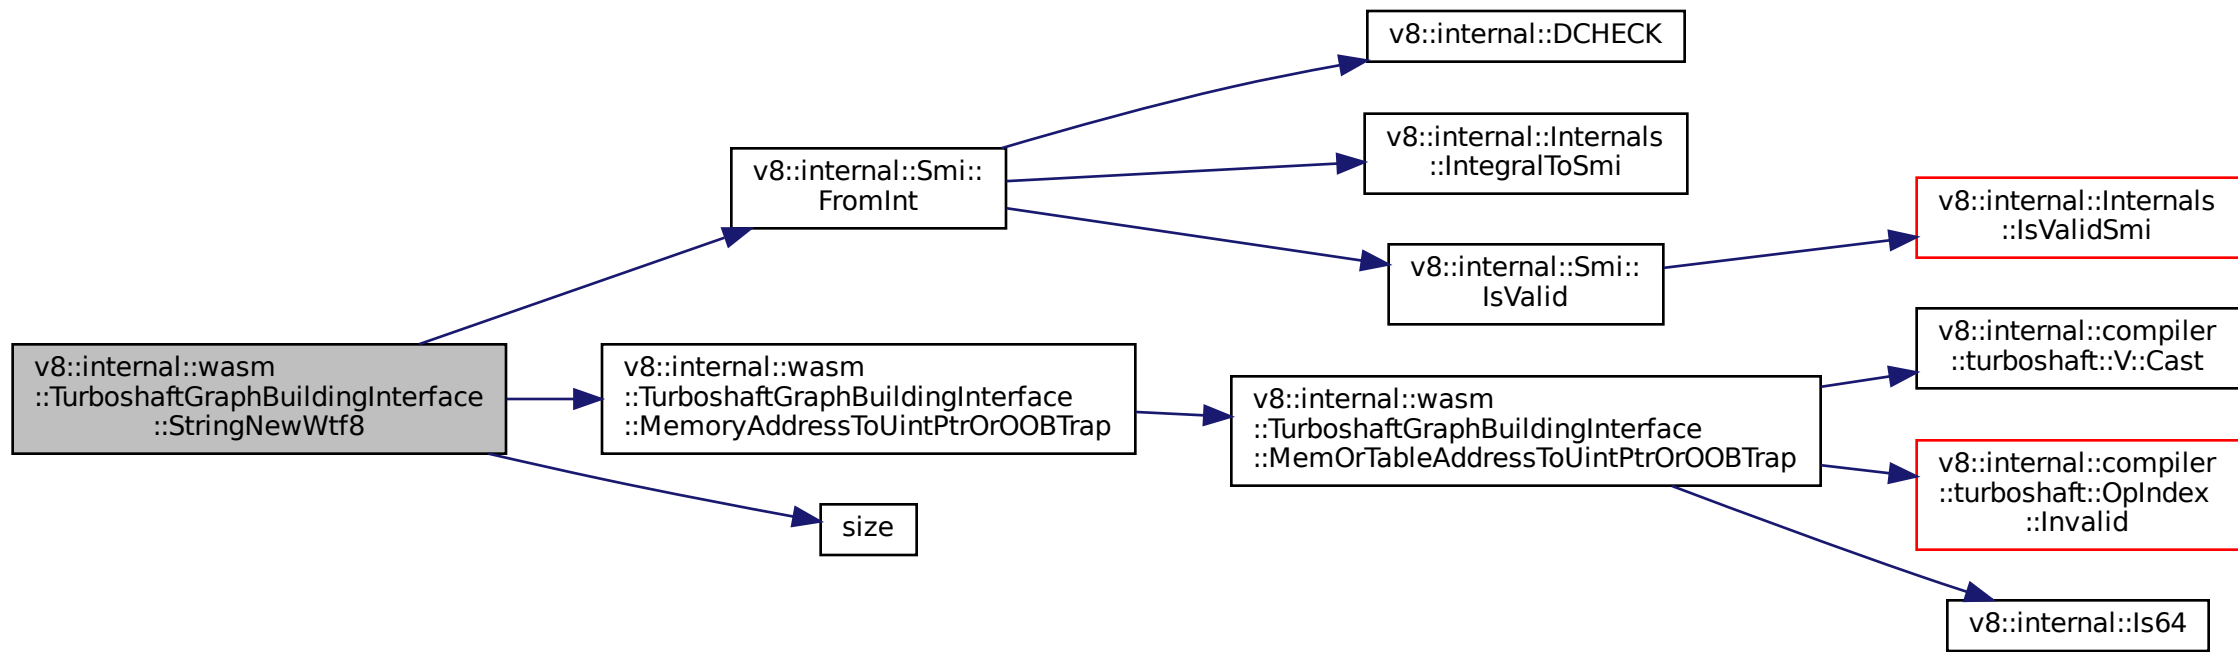 v8::internal::wasm
::TurboshaftGraphBuildingInterface
::StringNewWtf8
v8::internal::Smi::
FromInt
v8::internal::DCHECK
v8::internal::Internals
::IntegralToSmi
v8::internal::Smi::
IsValid
v8::internal::Internals
::IsValidSmi
v8::internal::wasm
::TurboshaftGraphBuildingInterface
::MemoryAddressToUintPtrOrOOBTrap
v8::internal::wasm
::TurboshaftGraphBuildingInterface
::MemOrTableAddressToUintPtrOrOOBTrap
v8::internal::compiler
::turboshaft::V::Cast
v8::internal::compiler
::turboshaft::OpIndex
::Invalid
v8::internal::Is64
size